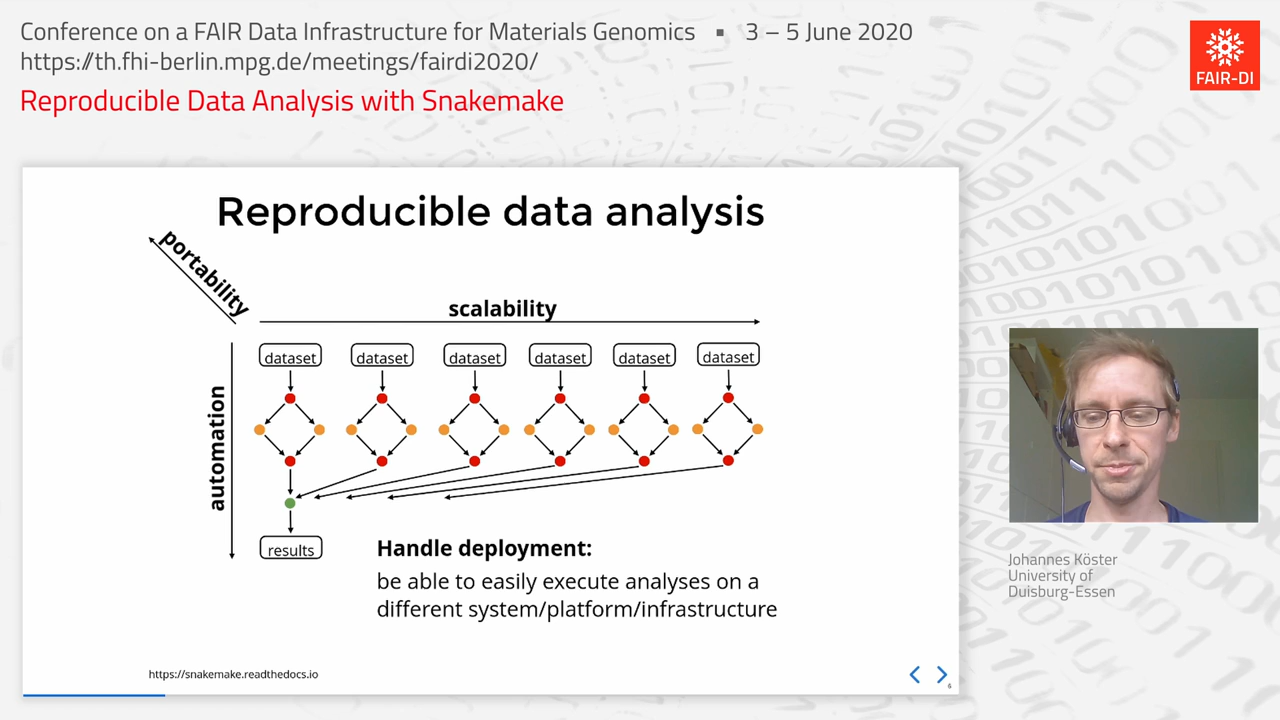 Conference on a FAIR Data Infrastructure for Materials Genomics ▪ 3 – 5 June 2020
https://th.fhi-berlin.mpg.de/meetings/fairdi2020/
Reproducible Data Analysis with Snakemake
FAIR-DI
Reproducible data analysis
portability
scalability
dataset dataset dataset dataset dataset dataset
automation
results
Handle deployment:
be able to easily execute analyses on a
different system/platform/infrastructure
https://snakemake.readthedocs.io
6
Johannes Köster
University of
Duisburg-Essen